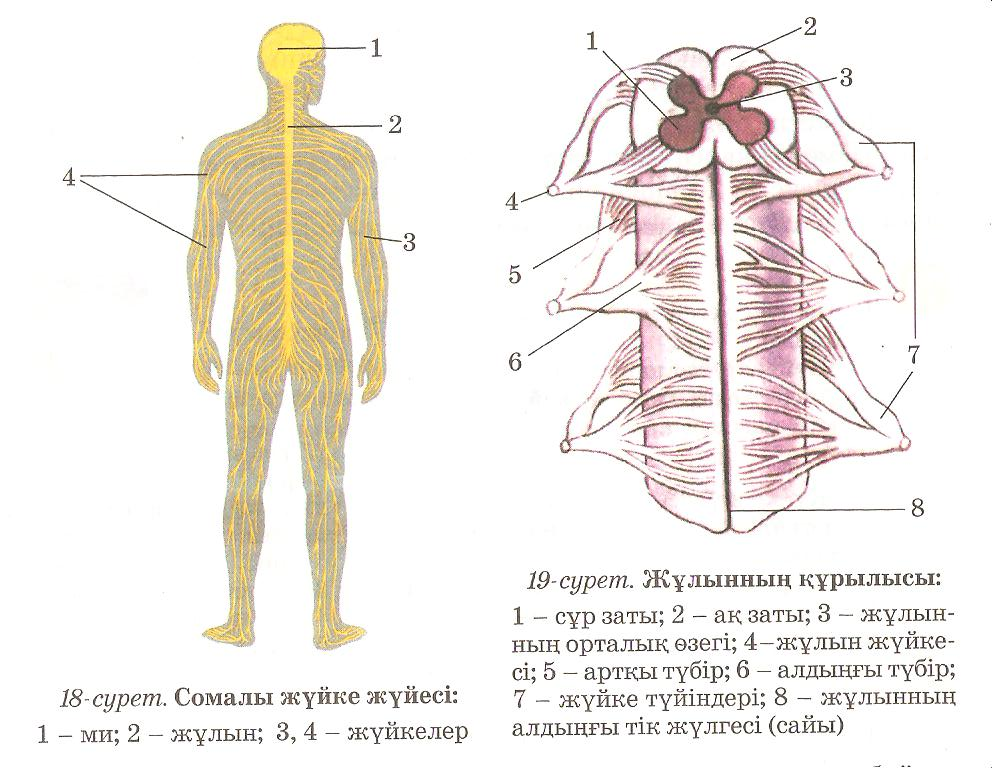 1
2
3
4
18-сурет. Сомалы жүйке жүйесі:
1 – ми; 2 – жұлын; 3, 4 – жүйкелер
1
2
3
4
5
6
7
8
19-сурет. Жұлынның құрылысы:
1 – сұр заты; 2 – ақ заты; 3 – жұлын-
ның орталық өзегі; 4–жұлын жүйке-
сі; 5 – артқы түбір; 6 – алдыңғы түбір;
7 – жүйке түйіндері; 8 – жұлынның
алдыңғы тік жүлгесі (сайы)